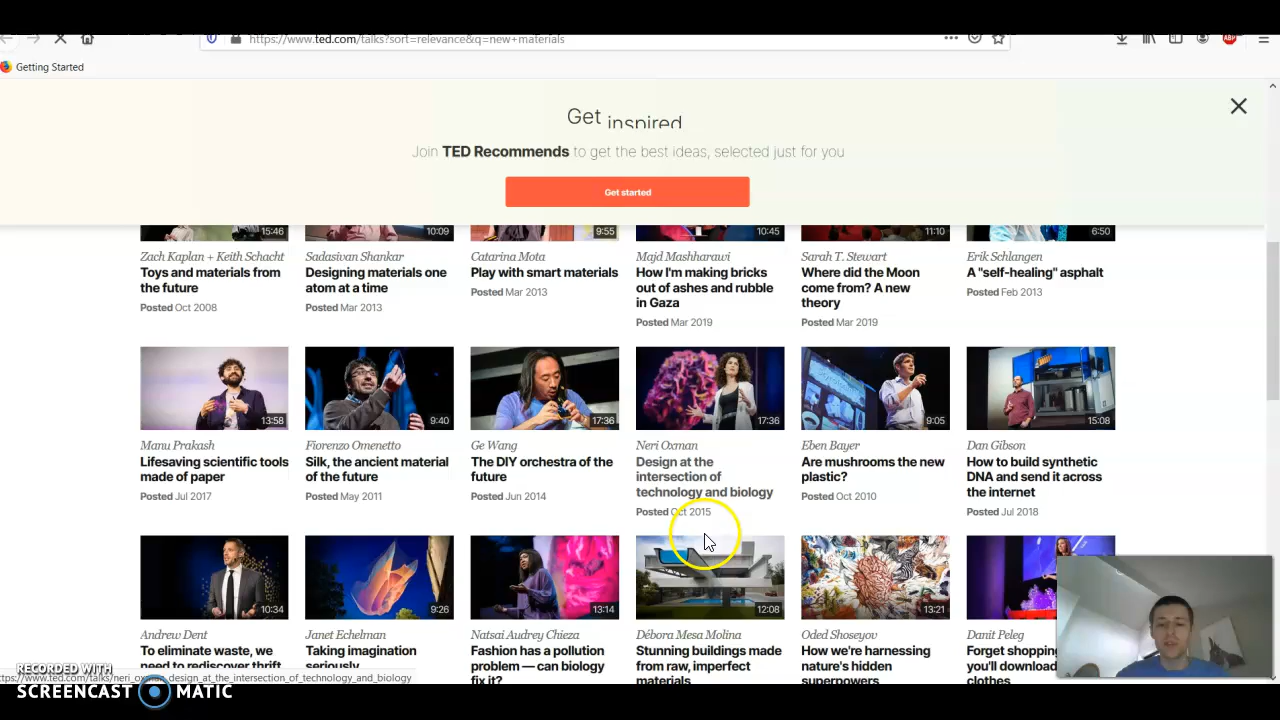 https://www.ted.com/talks?sort=relevance&q=new+materials
Getting Started
Get inspired
Join TED Recommends to get the best ideas, selected just for you
Get started
15:46 10:09 9:55 10:45 11:10 6:50
Zach Kaplan + Keith Schacht
Toys and materials from
the future
Posted Oct 2008
Sadasivan Shankar
Designing materials one
atom at a time
Posted Mar 2013
Catarina Mota
Play with smart materials
Posted Mar 2013
Majd Mashharawi
How I'm making bricks
out of ashes and rubble
in Gaza
Posted Mar 2019
Sarah T. Stewart
Where did the Moon
come from? A new
theory
Posted Mar 2019
Erik Schlangen
A "self-healing" asphalt
Posted Feb 2013
13:58
Manu Prakash
Lifesaving scientific tools
made of paper
Posted Jul 2017
9:40
Fiorenzo Omenetto
Silk, the ancient material
of the future
Posted May 2011
17:36
Ge Wang
The DIY orchestra of the
future
Posted Jun 2014
17:36
Neri Oxman
Design at the
intersection of
technology and biology
Posted Oct 2015
9:05
Eben Bayer
Are mushrooms the new
plastic?
Posted Oct 2010
15:08
Dan Gibson
How to build synthetic
DNA and send it across
the internet
Posted Jul 2018
10:34
Andrew Dent
To eliminate waste, we
need to rediscover thrift
9:26
Janet Echelman
Taking imagination
seriously
13:14
Natsai Audrey Chieza
Fashion has a pollution
problem — can biology
fix it?
12:08
Débora Mesa Molina
Stunning buildings made
from raw, imperfect
materials
13:21
Oded Shoseyov
How we're harnessing
nature's hidden
superpowers
Danit Peleg
Forget shopping
you'll download
clothes
ABP
RECORDED WITH
SCREENCAST MATIC